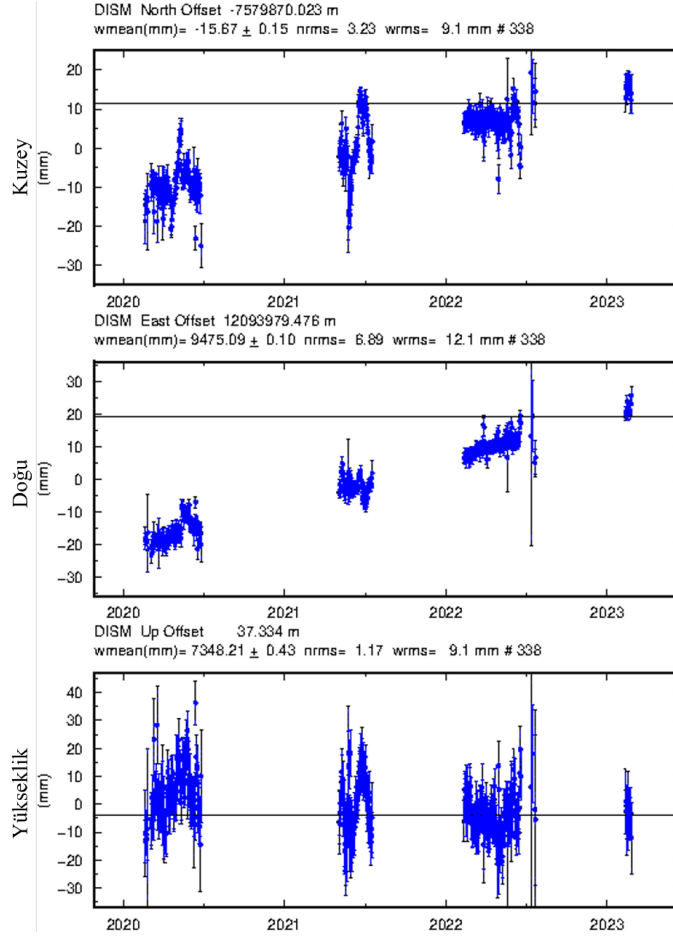 DISM North Offset -7579870.023 m
wmean(mm)= -15.67 ± 0.15 nrms= 3.23 wrms= 9.1 mm # 338
Kuzey
(mm)
20
10
0
−10
−20
−30
2020 2021 2022 2023
DISM East Offset 12093979.476 m
wmean(mm)= 9475.09 ± 0.10 nrms= 6.89 wrms= 12.1 mm # 338
Doğu
(mm)
30
20
10
0
−10
−20
−30
2020 2021 2022 2023
DISM Up Offset 37.334 m
wmean(mm)= 7348.21 ± 0.43 nrms= 1.17 wrms= 9.1 mm # 338
Yükseklik
(mm)
40
30
20
10
0
−10
−20
−30
2020 2021 2022 2023